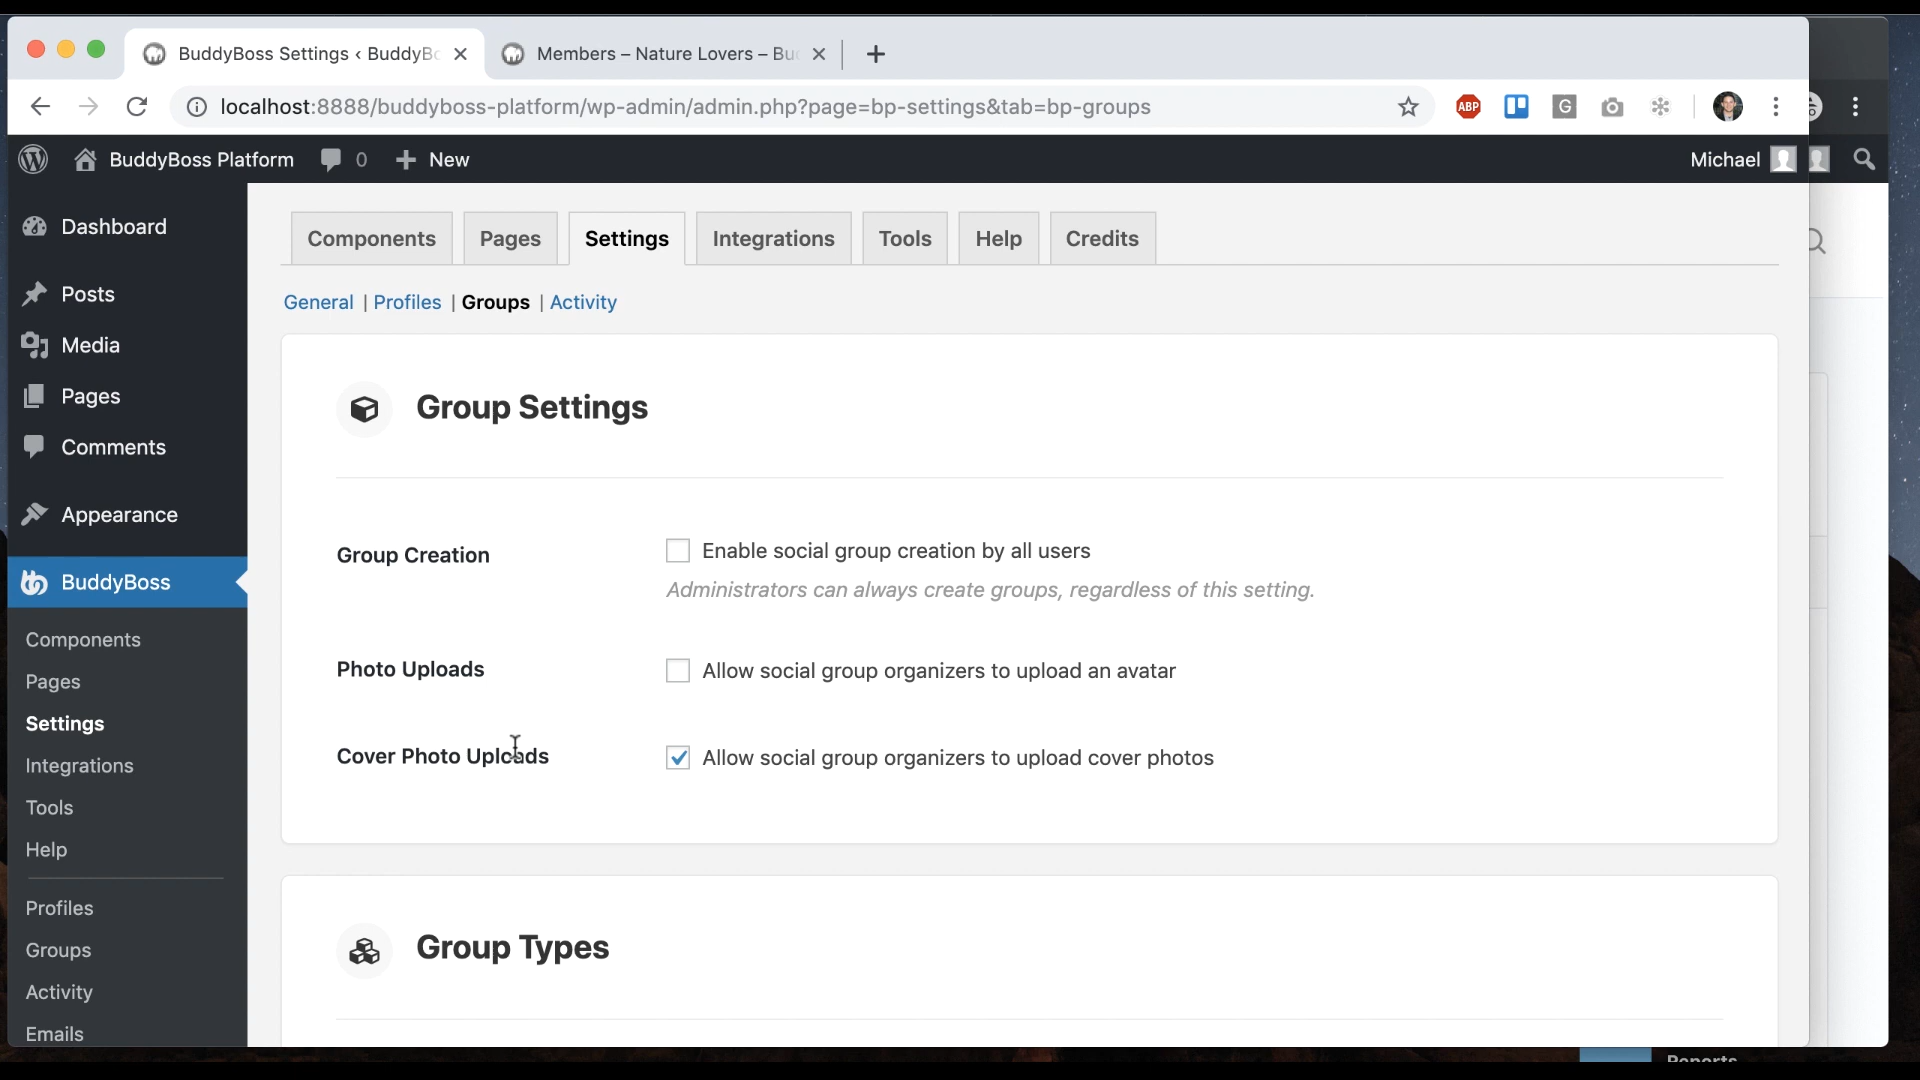 BuddyBoss Settings ‹ BuddyBo
Members – Nature Lovers – Bud
localhost:8888/buddyboss-platform/wp-admin/admin.php?page=bp-settings&tab=bp-groups
ABP
G
BuddyBoss Platform 0 New
Michael
Dashboard
Posts
Media
Pages
Comments
Appearance
BuddyBoss
Components
Pages
Settings
Integrations
Tools
Help
Profiles
Groups
Activity
Emails
Components Pages Settings Integrations Tools Help Credits
General | Profiles | Groups | Activity
Group Settings
Group Creation
Enable social group creation by all users
Administrators can always create groups, regardless of this setting.
Photo Uploads
Allow social group organizers to upload an avatar
Cover Photo Uploads
Allow social group organizers to upload cover photos
Group Types
Reports